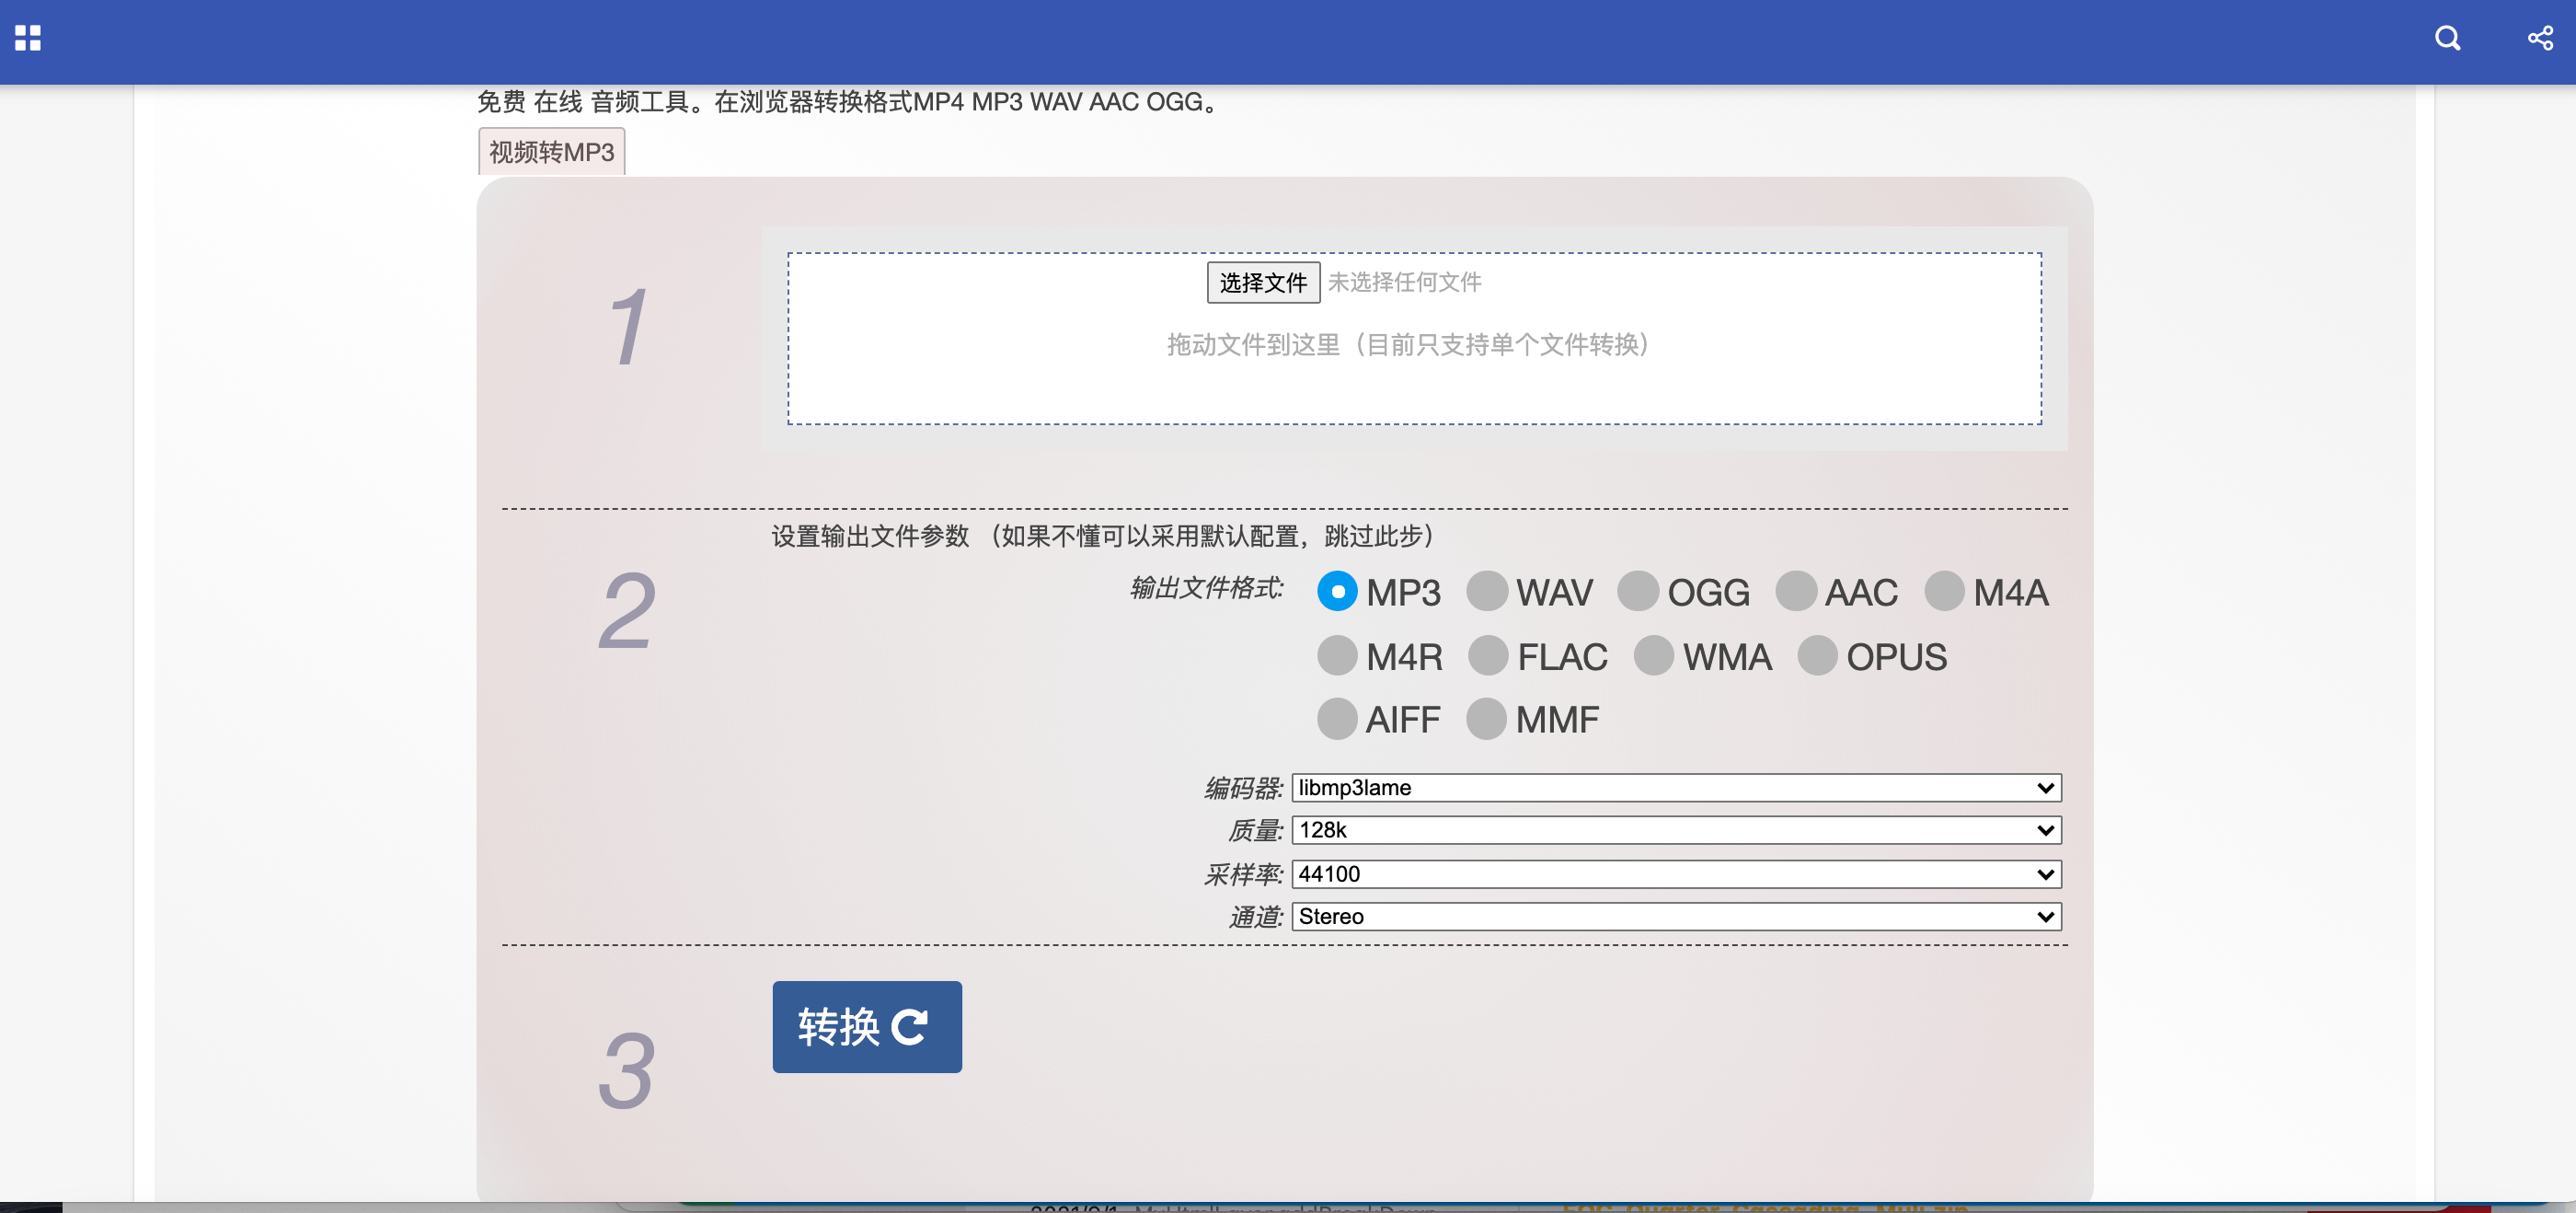 免费 在线 音频工具。在浏览器转换格式MP4 MP3 WAV AAC OGG。
视频转MP3
1
选择文件 未选择任何文件
拖动文件到这里（目前只支持单个文件转换）
设置输出文件参数 （如果不懂可以采用默认配置，跳过此步）
2
输出文件格式: MP3 WAV OGG AAC M4A
M4R FLAC WMA OPUS
AIFF MMF
编码器: libmp3lame
质量: 128k
采样率: 44100
通道: Stereo
3
转换